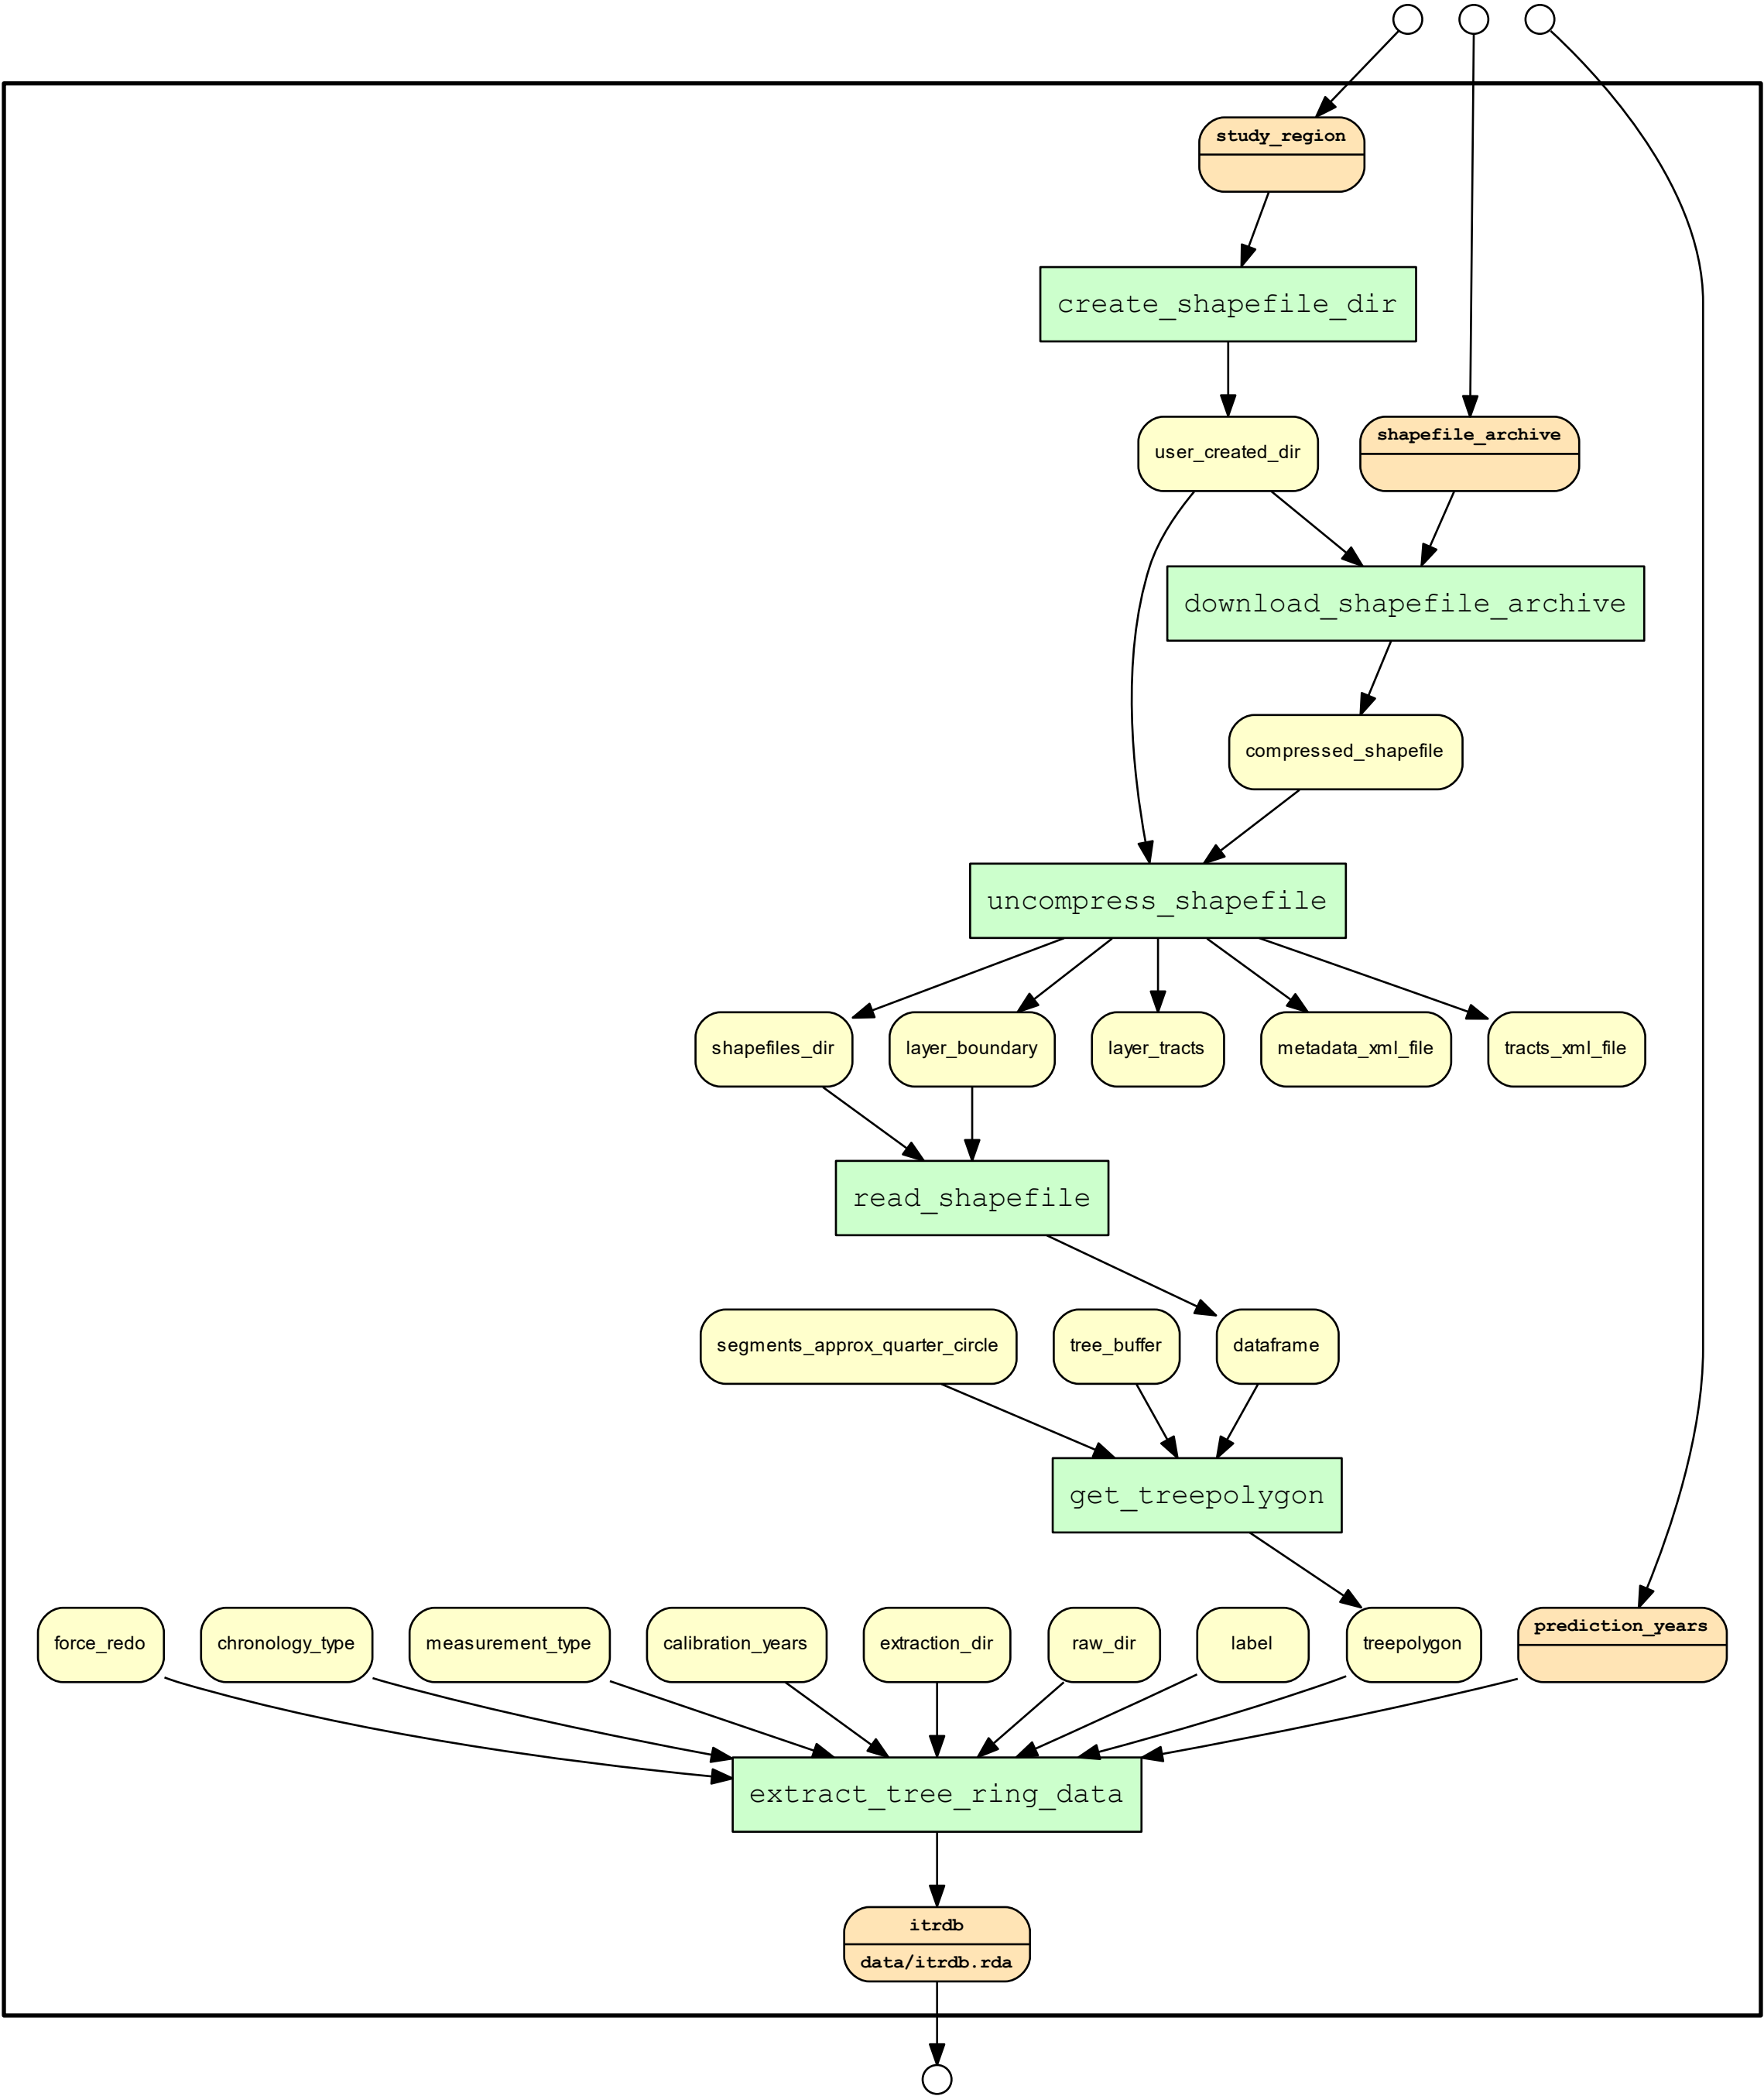 study_region
create_shapefile_dir
user_created_dir
shapefile_archive
download_shapefile_archive
compressed_shapefile
uncompress_shapefile
shapefiles_dir
layer_boundary
layer_tracts
metadata_xml_file
tracts_xml_file
read_shapefile
segments_approx_quarter_circle
tree_buffer
dataframe
get_treepolygon
force_redo
chronology_type
measurement_type
calibration_years
extraction_dir
raw_dir
label
treepolygon
prediction_years
extract_tree_ring_data
itrdb
data/itrdb.rda